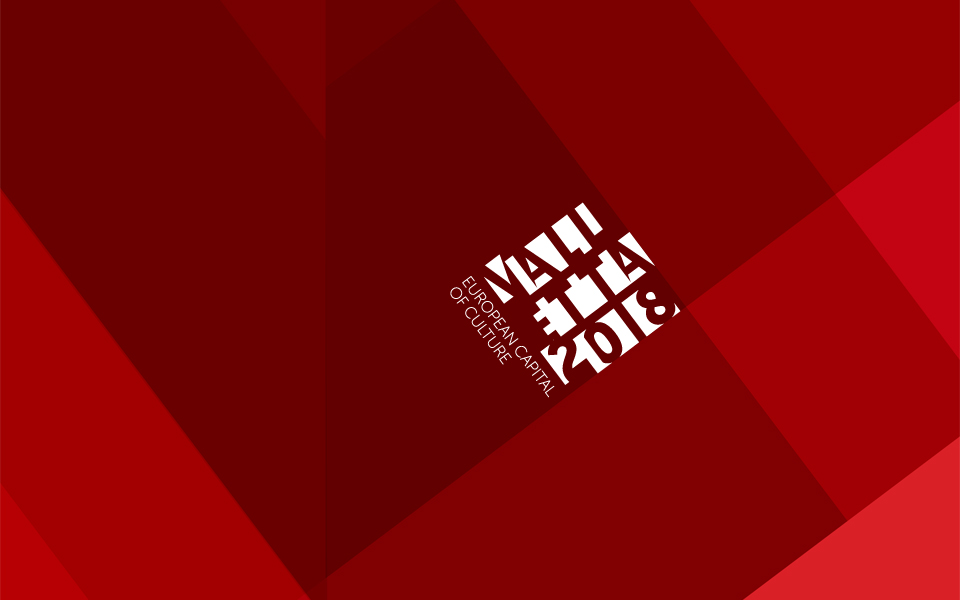 VALL
ETTA
2018
EUROPEAN CAPITAL
OF CULTURE